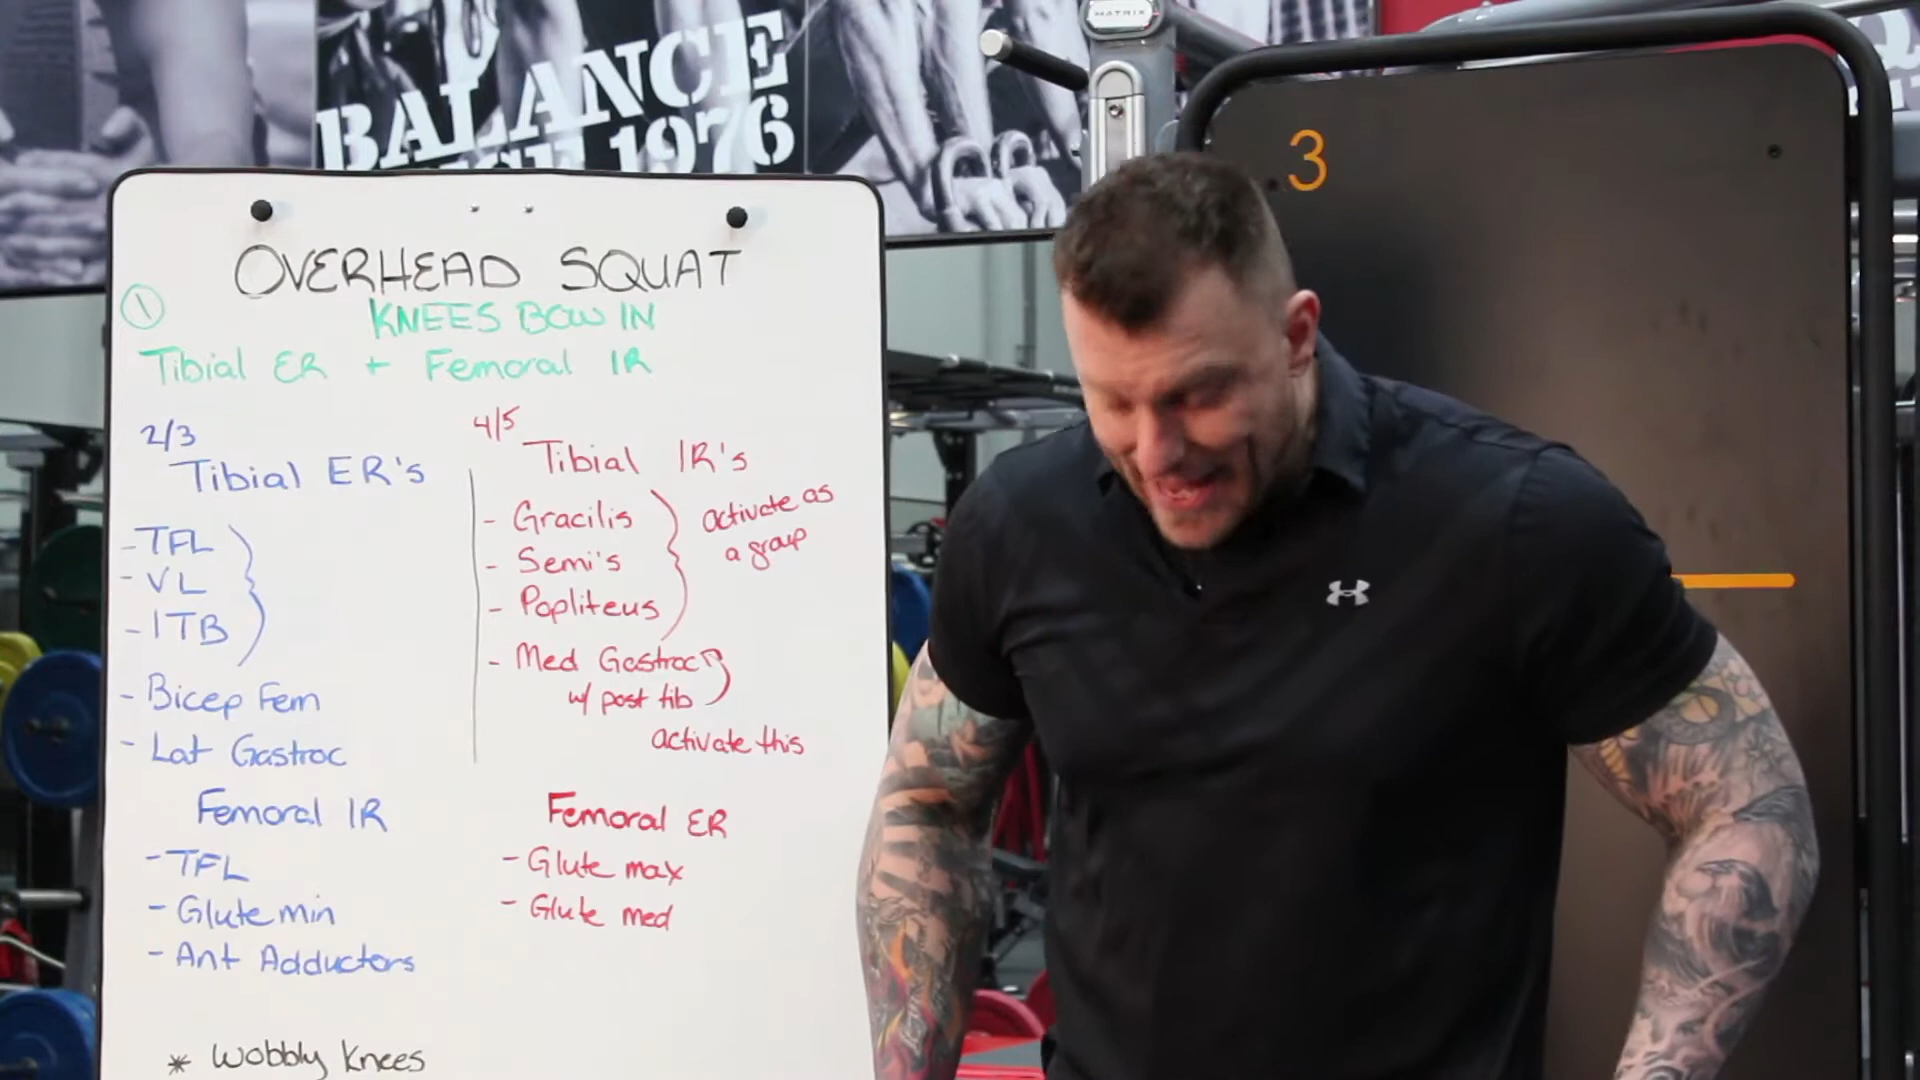 BALANCE
1976
MATRIX
3
OVERHEAD SQUAT
①
KNEES BOW IN
Tibial ER + Femoral IR
2/3
Tibial ER's
- TFL
- VL
- ITB
- Bicep Fem
- Lat Gastroc
Femoral IR
- TFL
- Glute min
- Ant Adductors
4/5
Tibial IR's
- Gracilis
- Semi's
- Popliteus
activate as
a group
- Med Gastroc
w/ post tib
activate this
Femoral ER
- Glute max
- Glute med
* Wobbly Knees